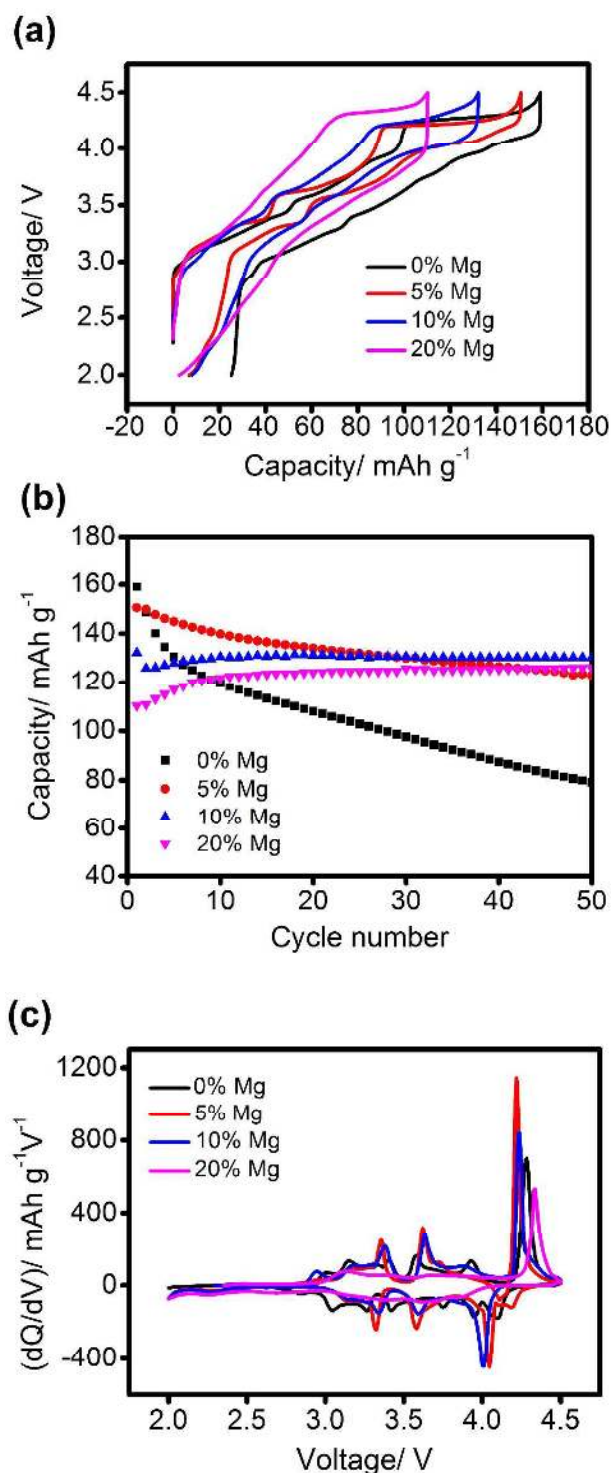 (a)
4.5
4.0
3.5
3.0
2.5
2.0
Voltage/ V
0% Mg
5% Mg
10% Mg
20% Mg
-20 0 20 40 60 80 100 120 140 160 180
Capacity/ mAh g⁻¹
(b)
180
160
140
120
100
80
60
40
Capacity/ mAh g⁻¹
0% Mg
5% Mg
10% Mg
20% Mg
0 10 20 30 40 50
Cycle number
(c)
1200
800
400
0
-400
(dQ/dV)/ mAh g⁻¹V⁻¹
0% Mg
5% Mg
10% Mg
20% Mg
2.0 2.5 3.0 3.5 4.0 4.5
Voltage/ V